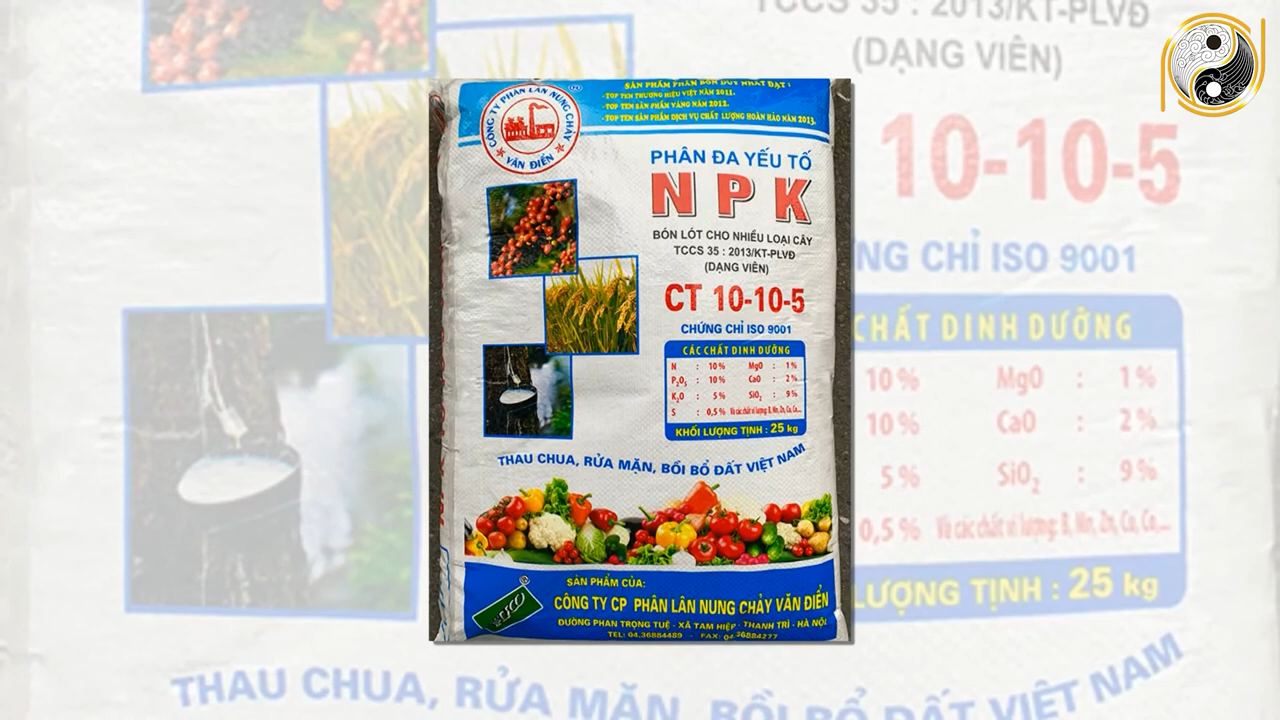 CÔNG TY PHÂN LÂN NUNG CHẢY
VĂN ĐIỂN
SẢN PHẨM PHÂN BÓN DUY NHẤT ĐẠT :
-TOP TEN THƯƠNG HIỆU VIỆT NĂM 2011.
-TOP TEN SẢN PHẨM VÀNG NĂM 2012.
-TOP TEN SẢN PHẨM DỊCH VỤ CHẤT LƯỢNG HOÀN HẢO NĂM 2013.
PHÂN ĐA YẾU TỐ
NPK
BÓN LÓT CHO NHIỀU LOẠI CÂY
TCCS 35 : 2013/KT-PLVĐ
(DẠNG VIÊN)
CT 10-10-5
CHỨNG CHỈ ISO 9001
CÁC CHẤT DINH DƯỠNG
N : 10 % MgO : 1 %
P₂O₅ : 10 % CaO : 2 %
K₂O : 5 % SiO₂ : 9 %
S : 0,5 % Và các chất vi lượng: B, Mn, Zn, Cu, Co,...
KHỐI LƯỢNG TỊNH : 25 kg
THAU CHUA, RỬA MẶN, BỒI BỔ ĐẤT VIỆT NAM
SẢN PHẨM CỦA:
CÔNG TY CP PHÂN LÂN NUNG CHẢY VĂN ĐIỂN
ĐƯỜNG PHAN TRỌNG TUỆ - XÃ TAM HIỆP - THANH TRÌ - HÀ NỘI
TEL: 04.36884489 - FAX: 04.36884277
TCCS 35 : 2013/KT-PLVĐ
(DẠNG VIÊN)
10-10-5
NG CHỈ ISO 9001
CHẤT DINH DƯỠNG
10 % MgO : 1 %
10 % CaO : 2 %
5 % SiO₂ : 9 %
0,5 % Và các chất vi lượng: B, Mn, Zn, Cu, Co,...
LƯỢNG TỊNH : 25 kg
THAU CHUA, RỬA MẶN, BỒI BỔ ĐẤT VIỆT NAM